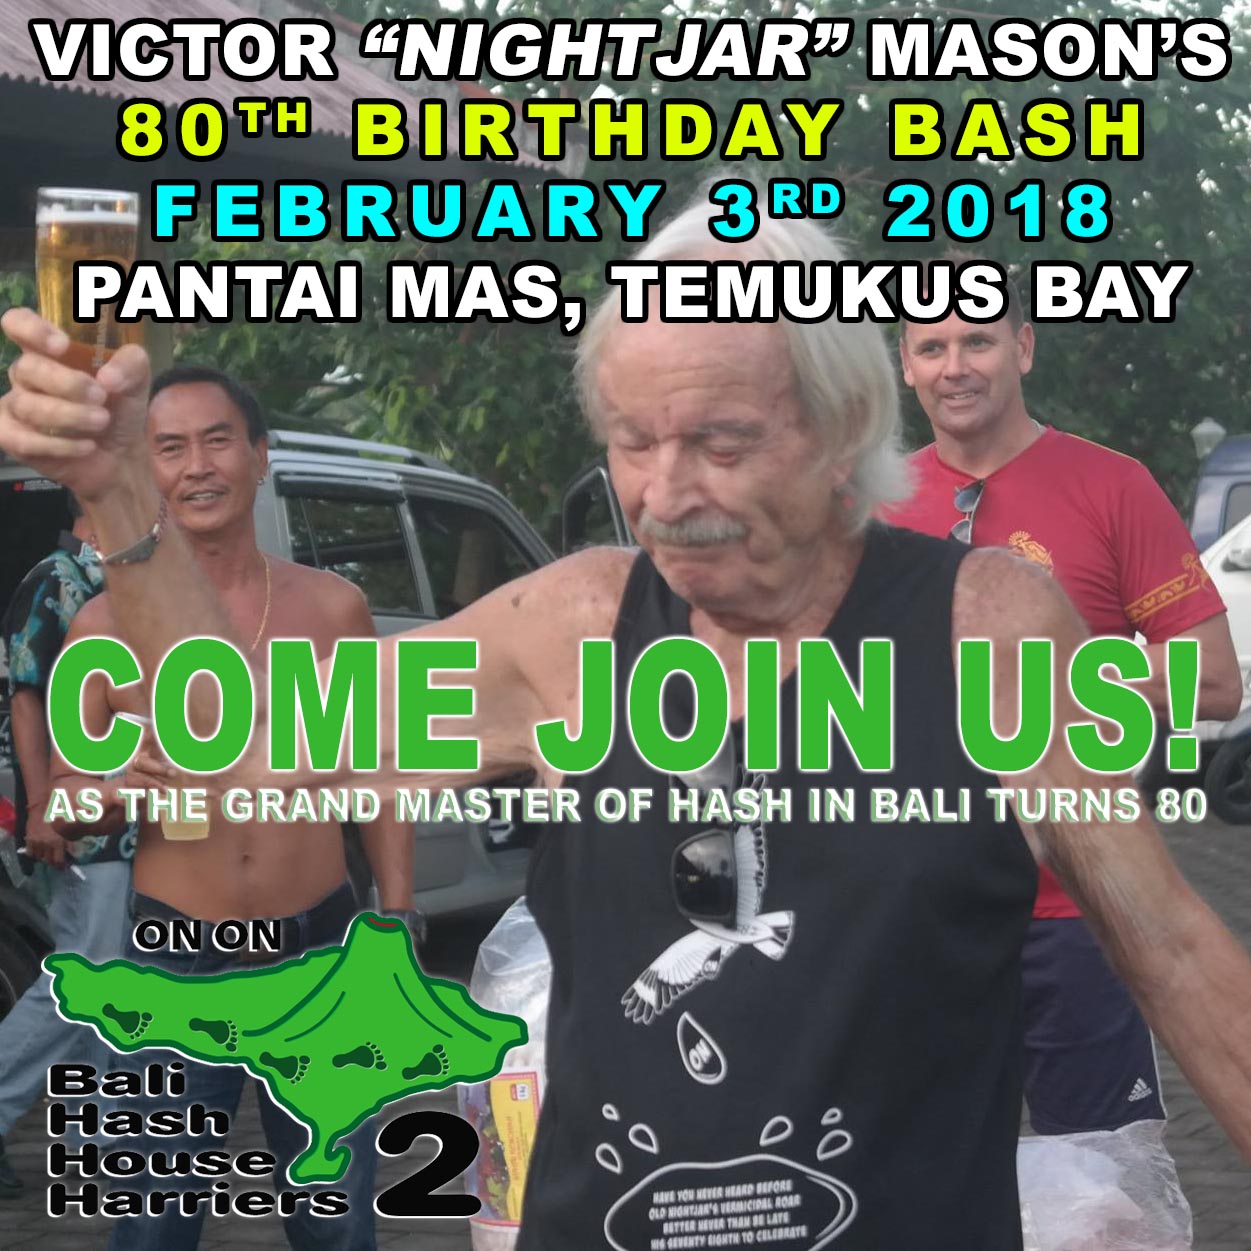 VICTOR “NIGHTJAR” MASON’S
80TH BIRTHDAY BASH
FEBRUARY 3RD 2018
PANTAI MAS, TEMUKUS BAY
COME JOIN US!
AS THE GRAND MASTER OF HASH IN BALI TURNS 80
ON ON
Bali
Hash
House
Harriers 2
ON
adidas
HAVE YOU NEVER HEARD BEFORE
OLD NIGHTJAR'S VERMICIDAL ROAR
BETTER NEVER THAN BE LATE
HIS SEVENTY EIGHTH TO CELEBRATE